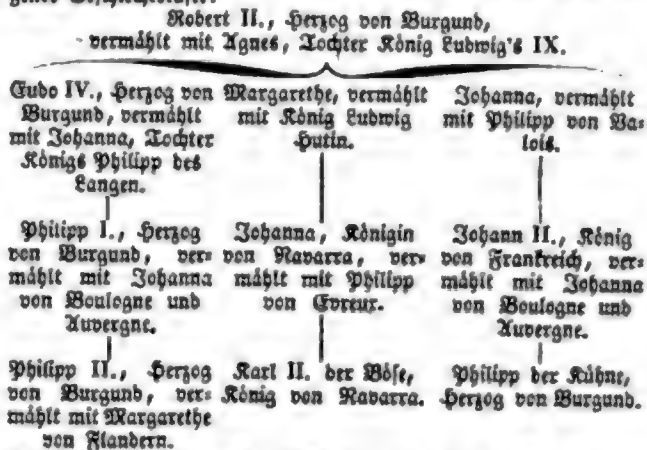 Robert II., Herzog von Burgund,
vermählt mit Agnes, Tochter König Ludwig's IX.
Eudo IV., Herzog von
Burgund, vermählt
mit Johanna, Tochter
Königs Philipp des
Langen.
Margarethe, vermählt
mit König Ludwig
Hutin.
Johanna, vermählt
mit Philipp von Va=
lois.
Philipp I., Herzog
von Burgund, ver=
mählt mit Johanna
von Boulogne und
Auvergne.
Johanna, Königin
von Navarra, ver=
mählt mit Philipp
von Evreux.
Johann II., König
von Frankreich, ver=
mählt mit Johanna
von Boulogne und
Auvergne.
Philipp II., Herzog
von Burgund, ver=
mählt mit Margarethe
von Flandern.
Karl II. der Böse,
König von Navarra.
Philipp der Kühne,
Herzog von Burgund.